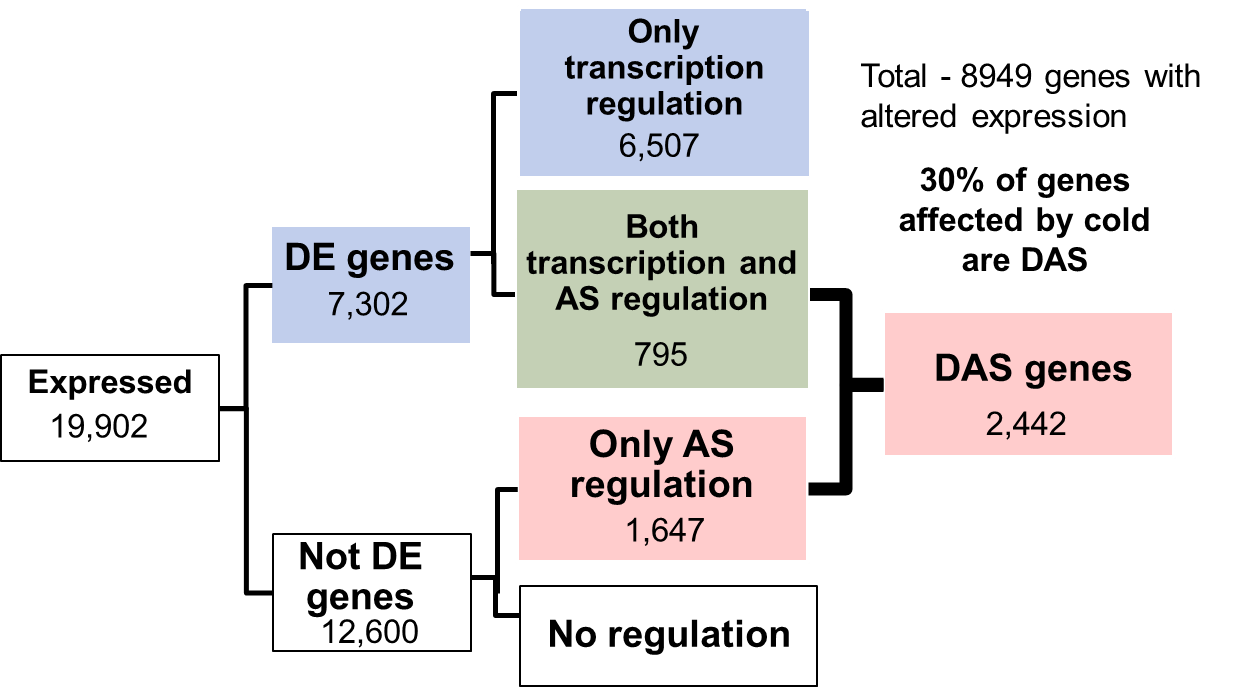 Only
transcription
regulation
6,507
Total - 8949 genes with
altered expression
30% of genes
affected by cold
are DAS
Both
transcription and
AS regulation
795
DE genes
7,302
Expressed
19,902
DAS genes
2,442
Only AS
regulation
1,647
Not DE
genes
12,600
No regulation